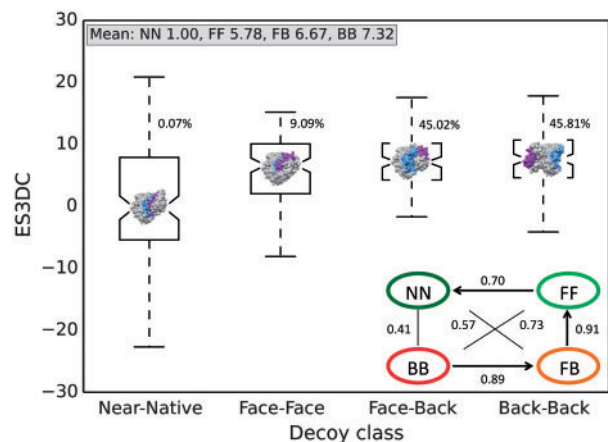 Mean: NN 1.00, FF 5.78, FB 6.67, BB 7.32
30
20
10
0
−10
−20
−30
ES3DC
0.07%
9.09%
45.02%
45.81%
NN
0.70
FF
0.41
0.57
0.73
0.91
BB
0.89
FB
Near-Native
Face-Face
Face-Back
Back-Back
Decoy class